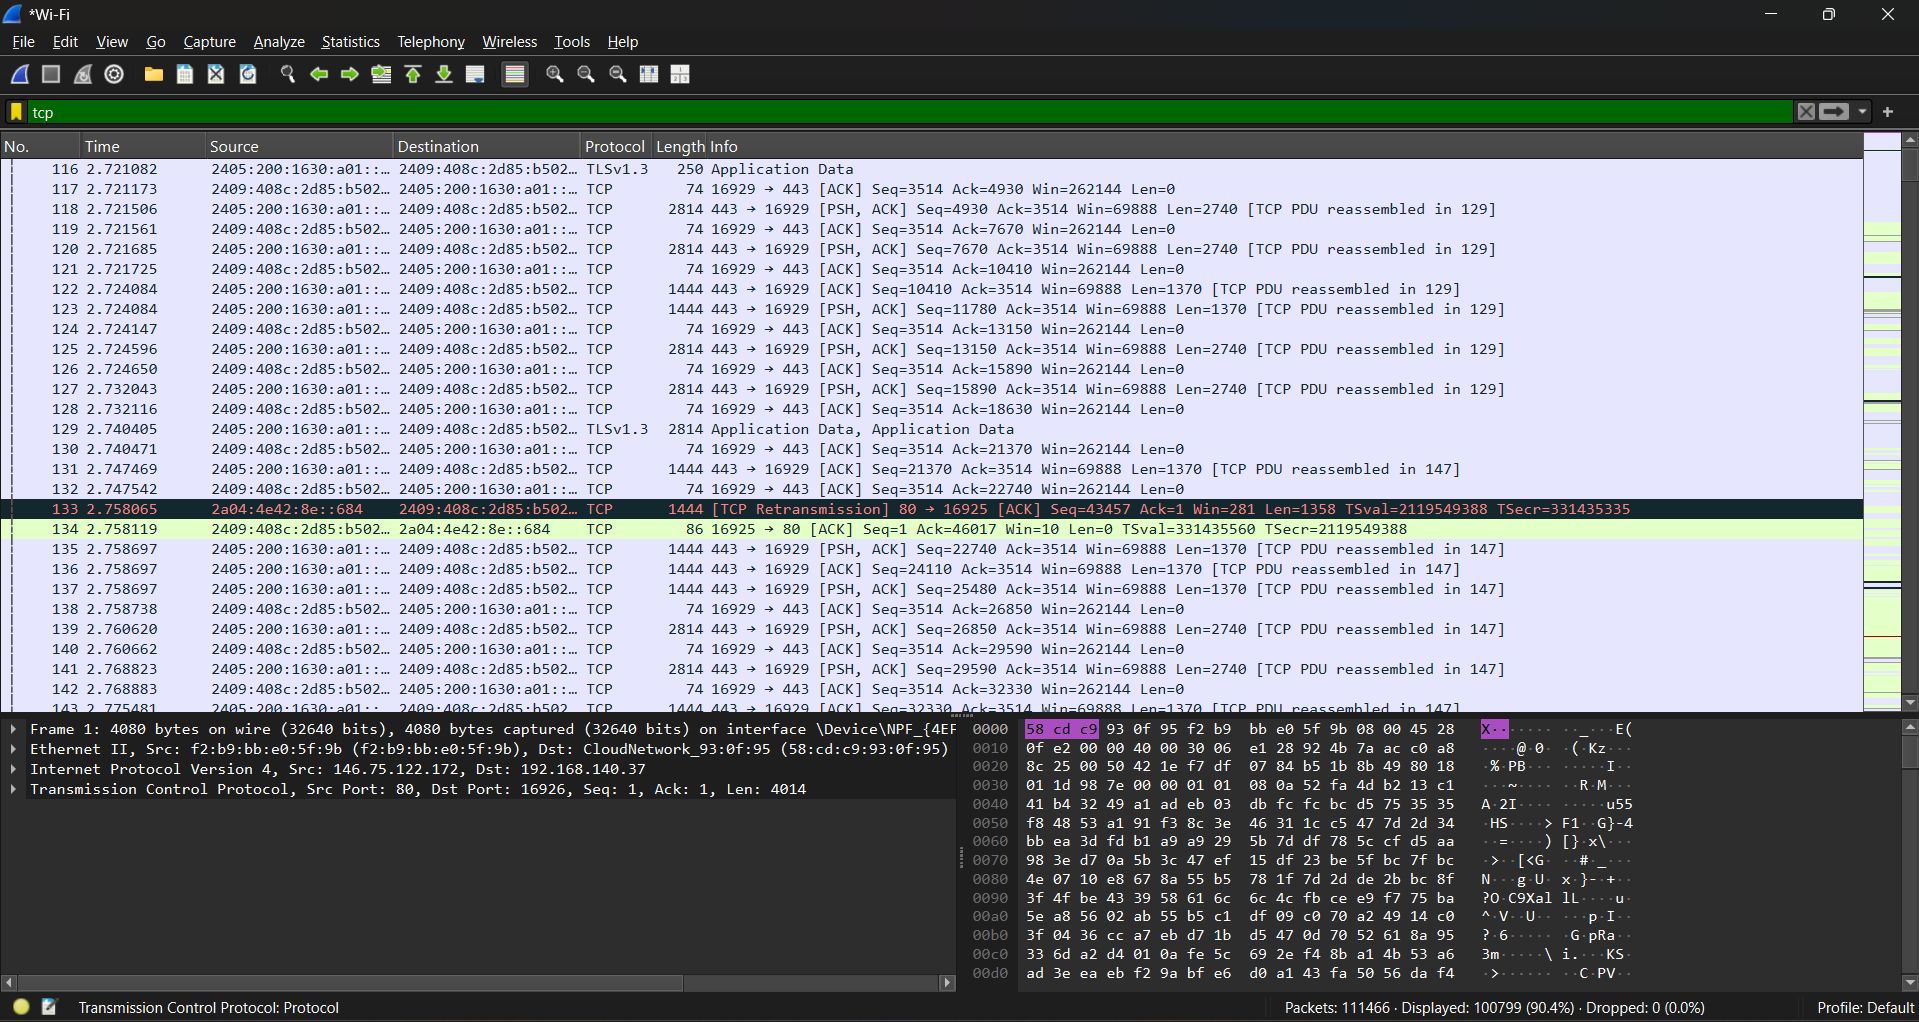 *Wi-Fi
File Edit View Go Capture Analyze Statistics Telephony Wireless Tools Help
tcp
No. Time Source Destination Protocol Length Info
116 2.721082 2405:200:1630:a01::… 2409:408c:2d85:b502… TLSv1.3 250 Application Data
117 2.721173 2409:408c:2d85:b502… 2405:200:1630:a01::… TCP 74 16929 → 443 [ACK] Seq=3514 Ack=4930 Win=262144 Len=0
118 2.721506 2405:200:1630:a01::… 2409:408c:2d85:b502… TCP 2814 443 → 16929 [PSH, ACK] Seq=4930 Ack=3514 Win=69888 Len=2740 [TCP PDU reassembled in 129]
119 2.721561 2409:408c:2d85:b502… 2405:200:1630:a01::… TCP 74 16929 → 443 [ACK] Seq=3514 Ack=7670 Win=262144 Len=0
120 2.721685 2405:200:1630:a01::… 2409:408c:2d85:b502… TCP 2814 443 → 16929 [PSH, ACK] Seq=7670 Ack=3514 Win=69888 Len=2740 [TCP PDU reassembled in 129]
121 2.721725 2409:408c:2d85:b502… 2405:200:1630:a01::… TCP 74 16929 → 443 [ACK] Seq=3514 Ack=10410 Win=262144 Len=0
122 2.724084 2405:200:1630:a01::… 2409:408c:2d85:b502… TCP 1444 443 → 16929 [ACK] Seq=10410 Ack=3514 Win=69888 Len=1370 [TCP PDU reassembled in 129]
123 2.724084 2405:200:1630:a01::… 2409:408c:2d85:b502… TCP 1444 443 → 16929 [PSH, ACK] Seq=11780 Ack=3514 Win=69888 Len=1370 [TCP PDU reassembled in 129]
124 2.724147 2409:408c:2d85:b502… 2405:200:1630:a01::… TCP 74 16929 → 443 [ACK] Seq=3514 Ack=13150 Win=262144 Len=0
125 2.724596 2405:200:1630:a01::… 2409:408c:2d85:b502… TCP 2814 443 → 16929 [PSH, ACK] Seq=13150 Ack=3514 Win=69888 Len=2740 [TCP PDU reassembled in 129]
126 2.724650 2409:408c:2d85:b502… 2405:200:1630:a01::… TCP 74 16929 → 443 [ACK] Seq=3514 Ack=15890 Win=262144 Len=0
127 2.732043 2405:200:1630:a01::… 2409:408c:2d85:b502… TCP 2814 443 → 16929 [PSH, ACK] Seq=15890 Ack=3514 Win=69888 Len=2740 [TCP PDU reassembled in 129]
128 2.732116 2409:408c:2d85:b502… 2405:200:1630:a01::… TCP 74 16929 → 443 [ACK] Seq=3514 Ack=18630 Win=262144 Len=0
129 2.740405 2405:200:1630:a01::… 2409:408c:2d85:b502… TLSv1.3 2814 Application Data, Application Data
130 2.740471 2409:408c:2d85:b502… 2405:200:1630:a01::… TCP 74 16929 → 443 [ACK] Seq=3514 Ack=21370 Win=262144 Len=0
131 2.747469 2405:200:1630:a01::… 2409:408c:2d85:b502… TCP 1444 443 → 16929 [ACK] Seq=21370 Ack=3514 Win=69888 Len=1370 [TCP PDU reassembled in 147]
132 2.747542 2409:408c:2d85:b502… 2405:200:1630:a01::… TCP 74 16929 → 443 [ACK] Seq=3514 Ack=22740 Win=262144 Len=0
133 2.758065 2a04:4e42:8e::684 2409:408c:2d85:b502… TCP 1444 [TCP Retransmission] 80 → 16925 [ACK] Seq=43457 Ack=1 Win=281 Len=1358 TSval=2119549388 TSecr=331435335
134 2.758119 2409:408c:2d85:b502… 2a04:4e42:8e::684 TCP 86 16925 → 80 [ACK] Seq=1 Ack=46017 Win=10 Len=0 TSval=331435560 TSecr=2119549388
135 2.758697 2405:200:1630:a01::… 2409:408c:2d85:b502… TCP 1444 443 → 16929 [PSH, ACK] Seq=22740 Ack=3514 Win=69888 Len=1370 [TCP PDU reassembled in 147]
136 2.758697 2405:200:1630:a01::… 2409:408c:2d85:b502… TCP 1444 443 → 16929 [ACK] Seq=24110 Ack=3514 Win=69888 Len=1370 [TCP PDU reassembled in 147]
137 2.758697 2405:200:1630:a01::… 2409:408c:2d85:b502… TCP 1444 443 → 16929 [PSH, ACK] Seq=25480 Ack=3514 Win=69888 Len=1370 [TCP PDU reassembled in 147]
138 2.758738 2409:408c:2d85:b502… 2405:200:1630:a01::… TCP 74 16929 → 443 [ACK] Seq=3514 Ack=26850 Win=262144 Len=0
139 2.760620 2405:200:1630:a01::… 2409:408c:2d85:b502… TCP 2814 443 → 16929 [PSH, ACK] Seq=26850 Ack=3514 Win=69888 Len=2740 [TCP PDU reassembled in 147]
140 2.760662 2409:408c:2d85:b502… 2405:200:1630:a01::… TCP 74 16929 → 443 [ACK] Seq=3514 Ack=29590 Win=262144 Len=0
141 2.768823 2405:200:1630:a01::… 2409:408c:2d85:b502… TCP 2814 443 → 16929 [PSH, ACK] Seq=29590 Ack=3514 Win=69888 Len=2740 [TCP PDU reassembled in 147]
142 2.768883 2409:408c:2d85:b502… 2405:200:1630:a01::… TCP 74 16929 → 443 [ACK] Seq=3514 Ack=32330 Win=262144 Len=0
143 2.775481 2405:200:1630:a01::… 2409:408c:2d85:b502… TCP 1444 443 → 16929 [ACK] Seq=32330 Ack=3514 Win=69888 Len=1370 [TCP PDU reassembled in 147]
Frame 1: 4080 bytes on wire (32640 bits), 4080 bytes captured (32640 bits) on interface \Device\NPF_{4EF
Ethernet II, Src: f2:b9:bb:e0:5f:9b (f2:b9:bb:e0:5f:9b), Dst: CloudNetwork_93:0f:95 (58:cd:c9:93:0f:95)
Internet Protocol Version 4, Src: 146.75.122.172, Dst: 192.168.140.37
Transmission Control Protocol, Src Port: 80, Dst Port: 16926, Seq: 1, Ack: 1, Len: 4014
0000 58 cd c9 93 0f 95 f2 b9 bb e0 5f 9b 08 00 45 28 X······· ··_···E(
0010 0f e2 00 00 40 00 30 06 e1 28 92 4b 7a ac c0 a8 ····@·0· ·(·Kz···
0020 8c 25 00 50 42 1e f7 df 07 84 b5 1b 8b 49 80 18 ·%·PB··· ·····I··
0030 01 1d 98 7e 00 00 01 01 08 0a 52 fa 4d b2 13 c1 ···~···· ··R·M···
0040 41 b4 32 49 a1 ad eb 03 db fc fc bc d5 75 35 35 A·2I···· ·····u55
0050 f8 48 53 a1 91 f3 8c 3e 46 31 1c c5 47 7d 2d 34 ·HS····> F1··G}-4
0060 bb ea 3d fd b1 a9 a9 29 5b 7d df 78 5c cf d5 aa ··=····) [}·x\···
0070 98 3e d7 0a 5b 3c 47 ef 15 df 23 be 5f bc 7f bc ·>··[<G· ··#·_···
0080 4e 07 10 e8 67 8a 55 b5 78 1f 7d 2d de 2b bc 8f N···g·U· x·}-·+··
0090 3f 4f be 43 39 58 61 6c 6c 4c fb ce e9 f7 75 ba ?O·C9Xal lL····u·
00a0 5e a8 56 02 ab 55 b5 c1 df 09 c0 70 a2 49 14 c0 ^·V··U·· ···p·I··
00b0 3f 04 36 cc a7 eb d7 1b d5 47 0d 70 52 61 8a 95 ?·6····· ·G·pRa··
00c0 33 6d a2 d4 01 0a fe 5c 69 2e f4 8b a1 4b 53 a6 3m·····\ i.···KS·
00d0 ad 3e ea eb f2 9a bf e6 d0 a1 43 fa 50 56 da f4 ·>······ ··C·PV··
Transmission Control Protocol: Protocol
Packets: 111466 · Displayed: 100799 (90.4%) · Dropped: 0 (0.0%)
Profile: Default